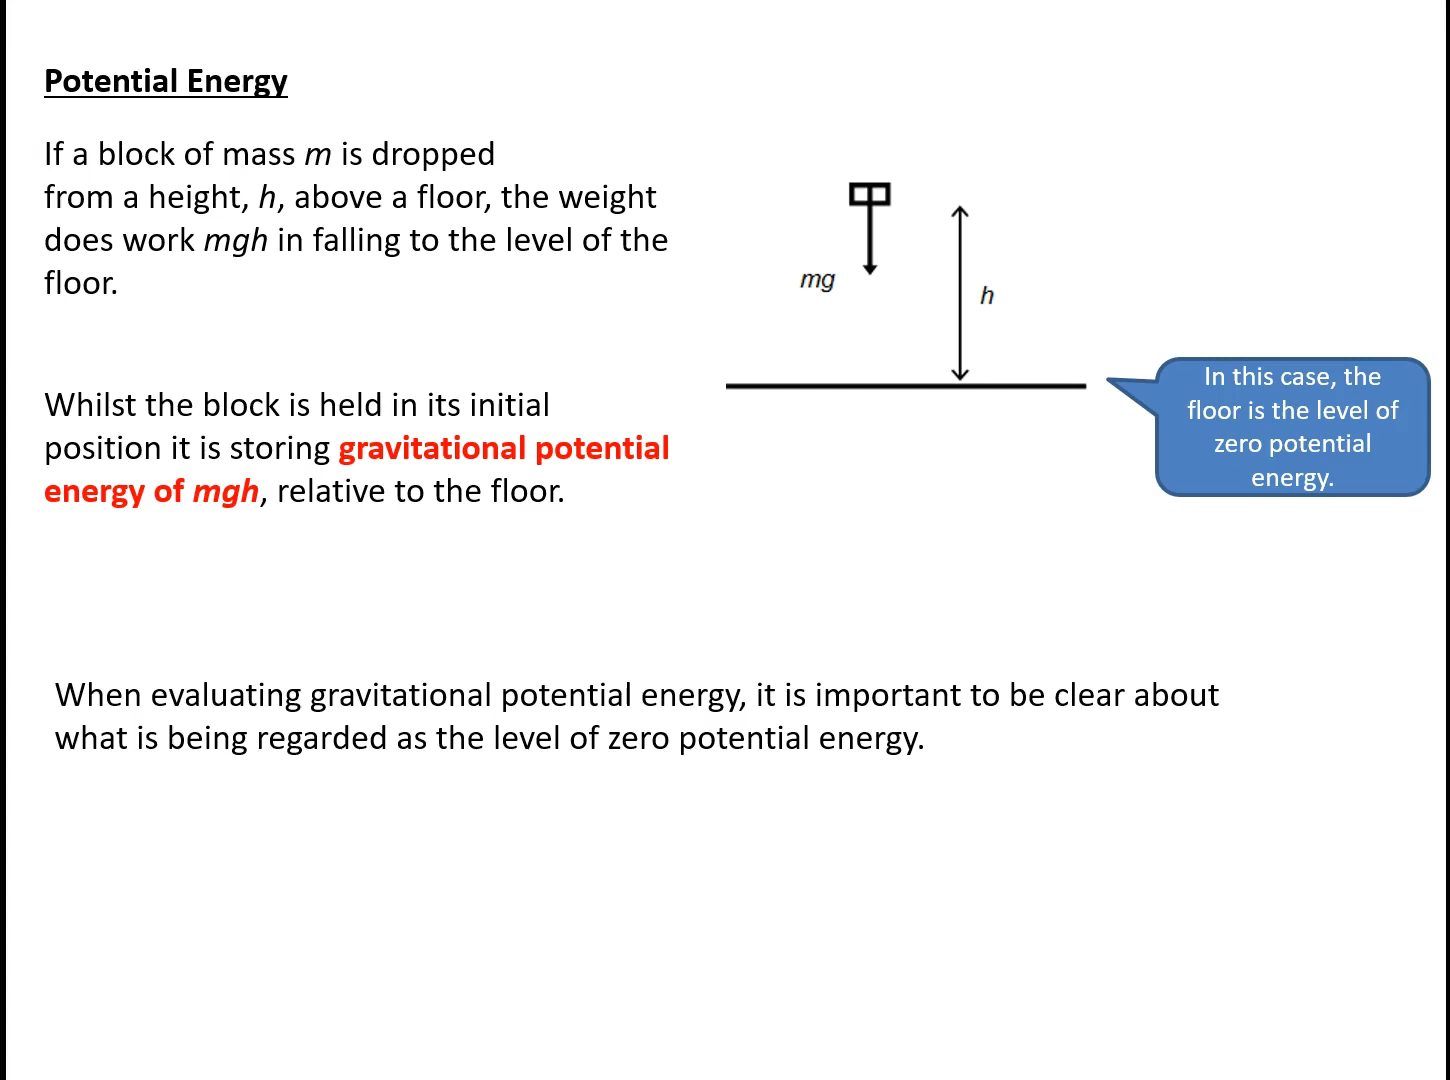 Potential Energy
If a block of mass m is dropped
from a height, h, above a floor, the weight
does work mgh in falling to the level of the
floor.
mg
h
In this case, the
floor is the level of
zero potential
energy.
Whilst the block is held in its initial
position it is storing gravitational potential
energy of mgh, relative to the floor.
When evaluating gravitational potential energy, it is important to be clear about
what is being regarded as the level of zero potential energy.